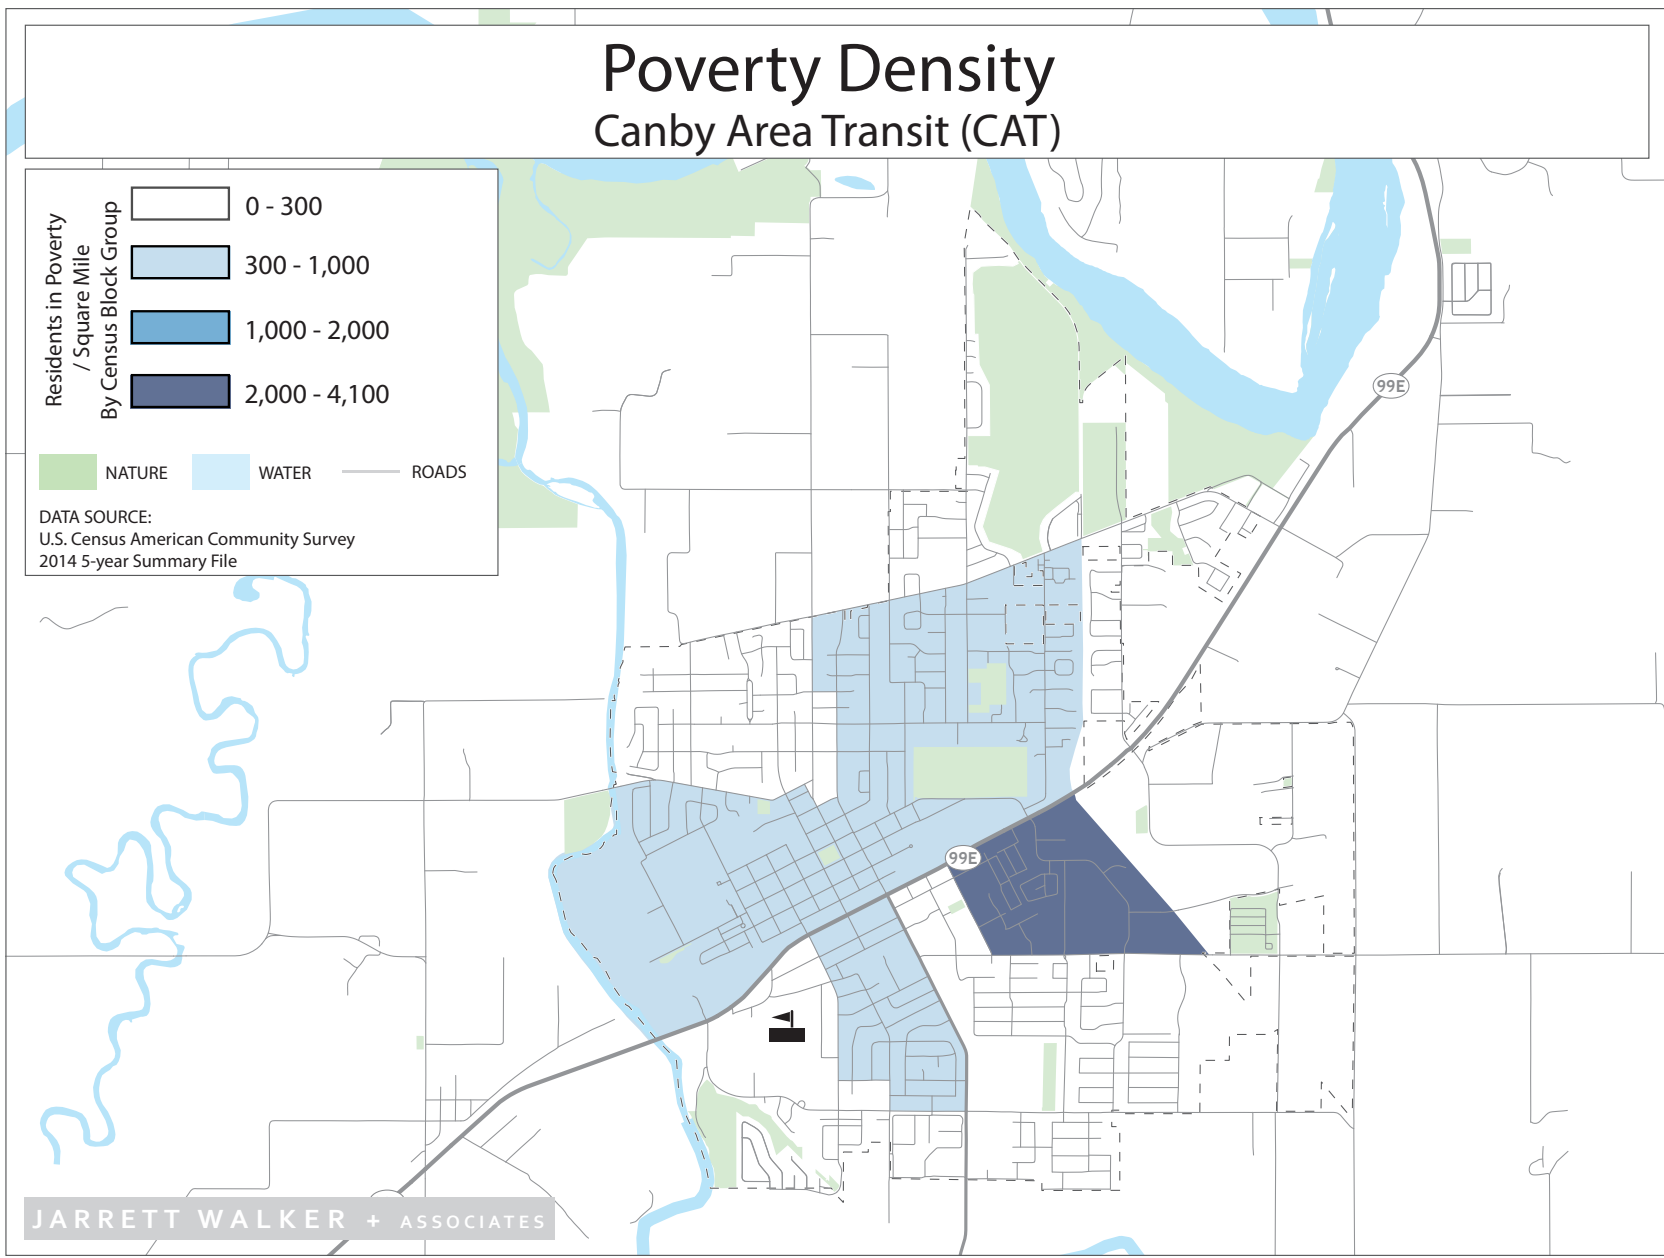 Poverty Density
Canby Area Transit (CAT)
Residents in Poverty
/ Square Mile
By Census Block Group
0 - 300
300 - 1,000
1,000 - 2,000
2,000 - 4,100
NATURE
WATER
ROADS
DATA SOURCE:
U.S. Census American Community Survey
2014 5-year Summary File
99E
99E
JARRETT WALKER + ASSOCIATES